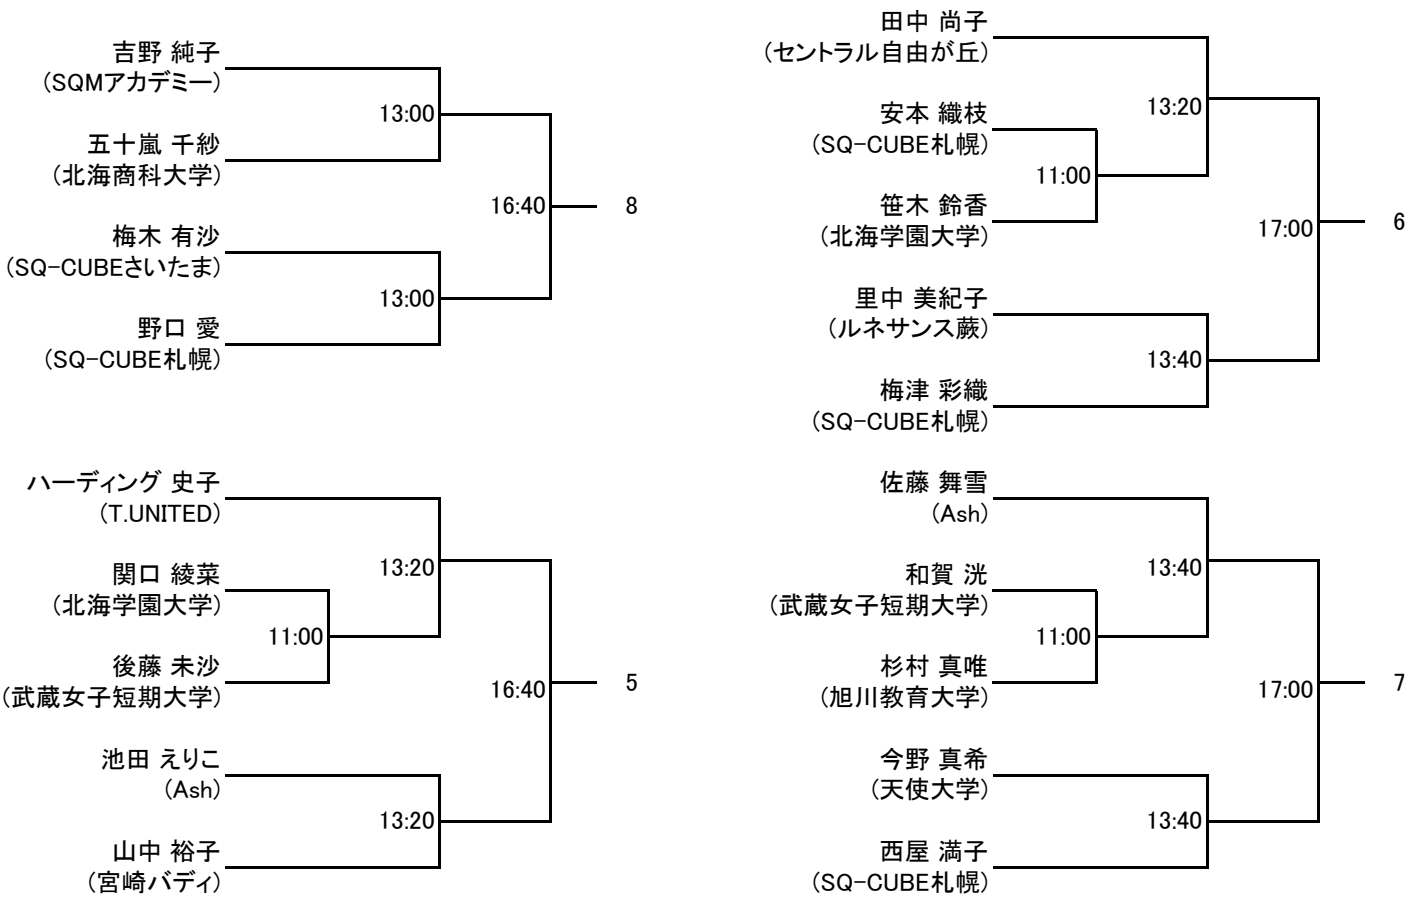 吉野 純子
(SQMアカデミー)
13:00
五十嵐 千紗
(北海商科大学)
16:40
8
梅木 有沙
(SQ-CUBEさいたま)
13:00
野口 愛
(SQ-CUBE札幌)
田中 尚子
(セントラル自由が丘)
13:20
安本 織枝
(SQ-CUBE札幌)
11:00
笹木 鈴香
(北海学園大学)
17:00
6
里中 美紀子
(ルネサンス蕨)
13:40
梅津 彩織
(SQ-CUBE札幌)
ハーディング 史子
(T.UNITED)
13:20
関口 綾菜
(北海学園大学)
11:00
後藤 未沙
(武蔵女子短期大学)
16:40
5
池田 えりこ
(Ash)
13:20
山中 裕子
(宮崎バディ)
佐藤 舞雪
(Ash)
13:40
和賀 洸
(武蔵女子短期大学)
11:00
杉村 真唯
(旭川教育大学)
17:00
7
今野 真希
(天使大学)
13:40
西屋 満子
(SQ-CUBE札幌)